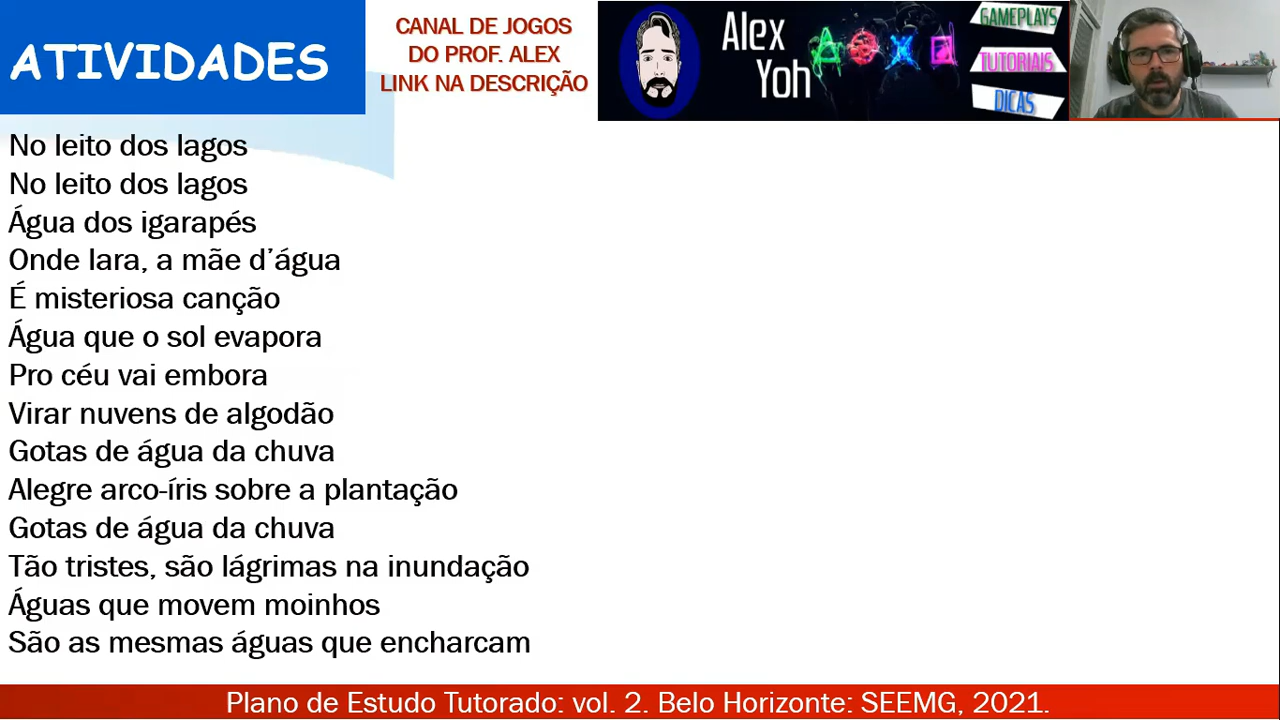 ATIVIDADES
CANAL DE JOGOS
DO PROF. ALEX
LINK NA DESCRIÇÃO
Alex
Yoh
GAMEPLAYS
TUTORIAIS
DICAS
No leito dos lagos
No leito dos lagos
Água dos igarapés
Onde Iara, a mãe d’água
É misteriosa canção
Água que o sol evapora
Pro céu vai embora
Virar nuvens de algodão
Gotas de água da chuva
Alegre arco-íris sobre a plantação
Gotas de água da chuva
Tão tristes, são lágrimas na inundação
Águas que movem moinhos
São as mesmas águas que encharcam
Plano de Estudo Tutorado: vol. 2. Belo Horizonte: SEEMG, 2021.